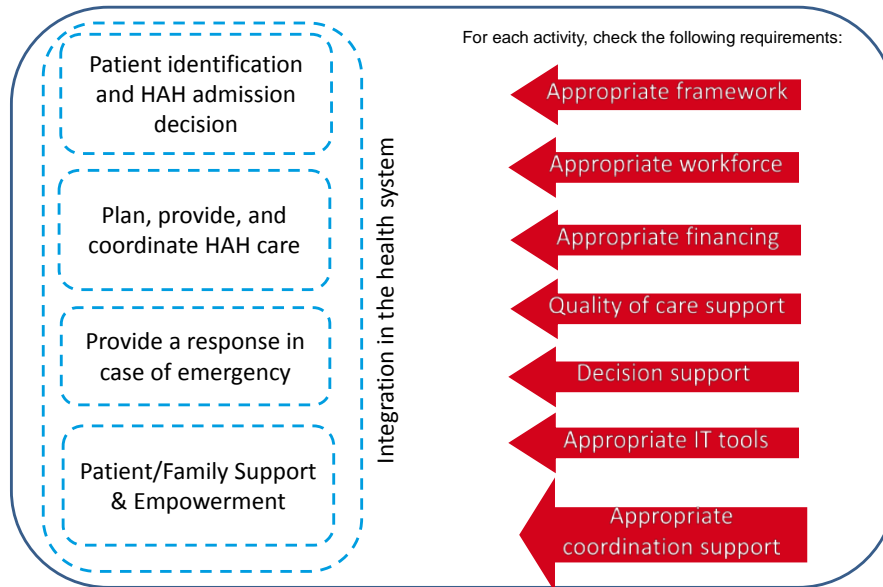 Patient identification
and HAH admission
decision
Plan, provide, and
coordinate HAH care
Provide a response in
case of emergency
Patient/Family Support
& Empowerment
Integration in the health system
For each activity, check the following requirements:
Appropriate framework
Appropriate workforce
Appropriate financing
Quality of care support
Decision support
Appropriate IT tools
Appropriate
coordination support